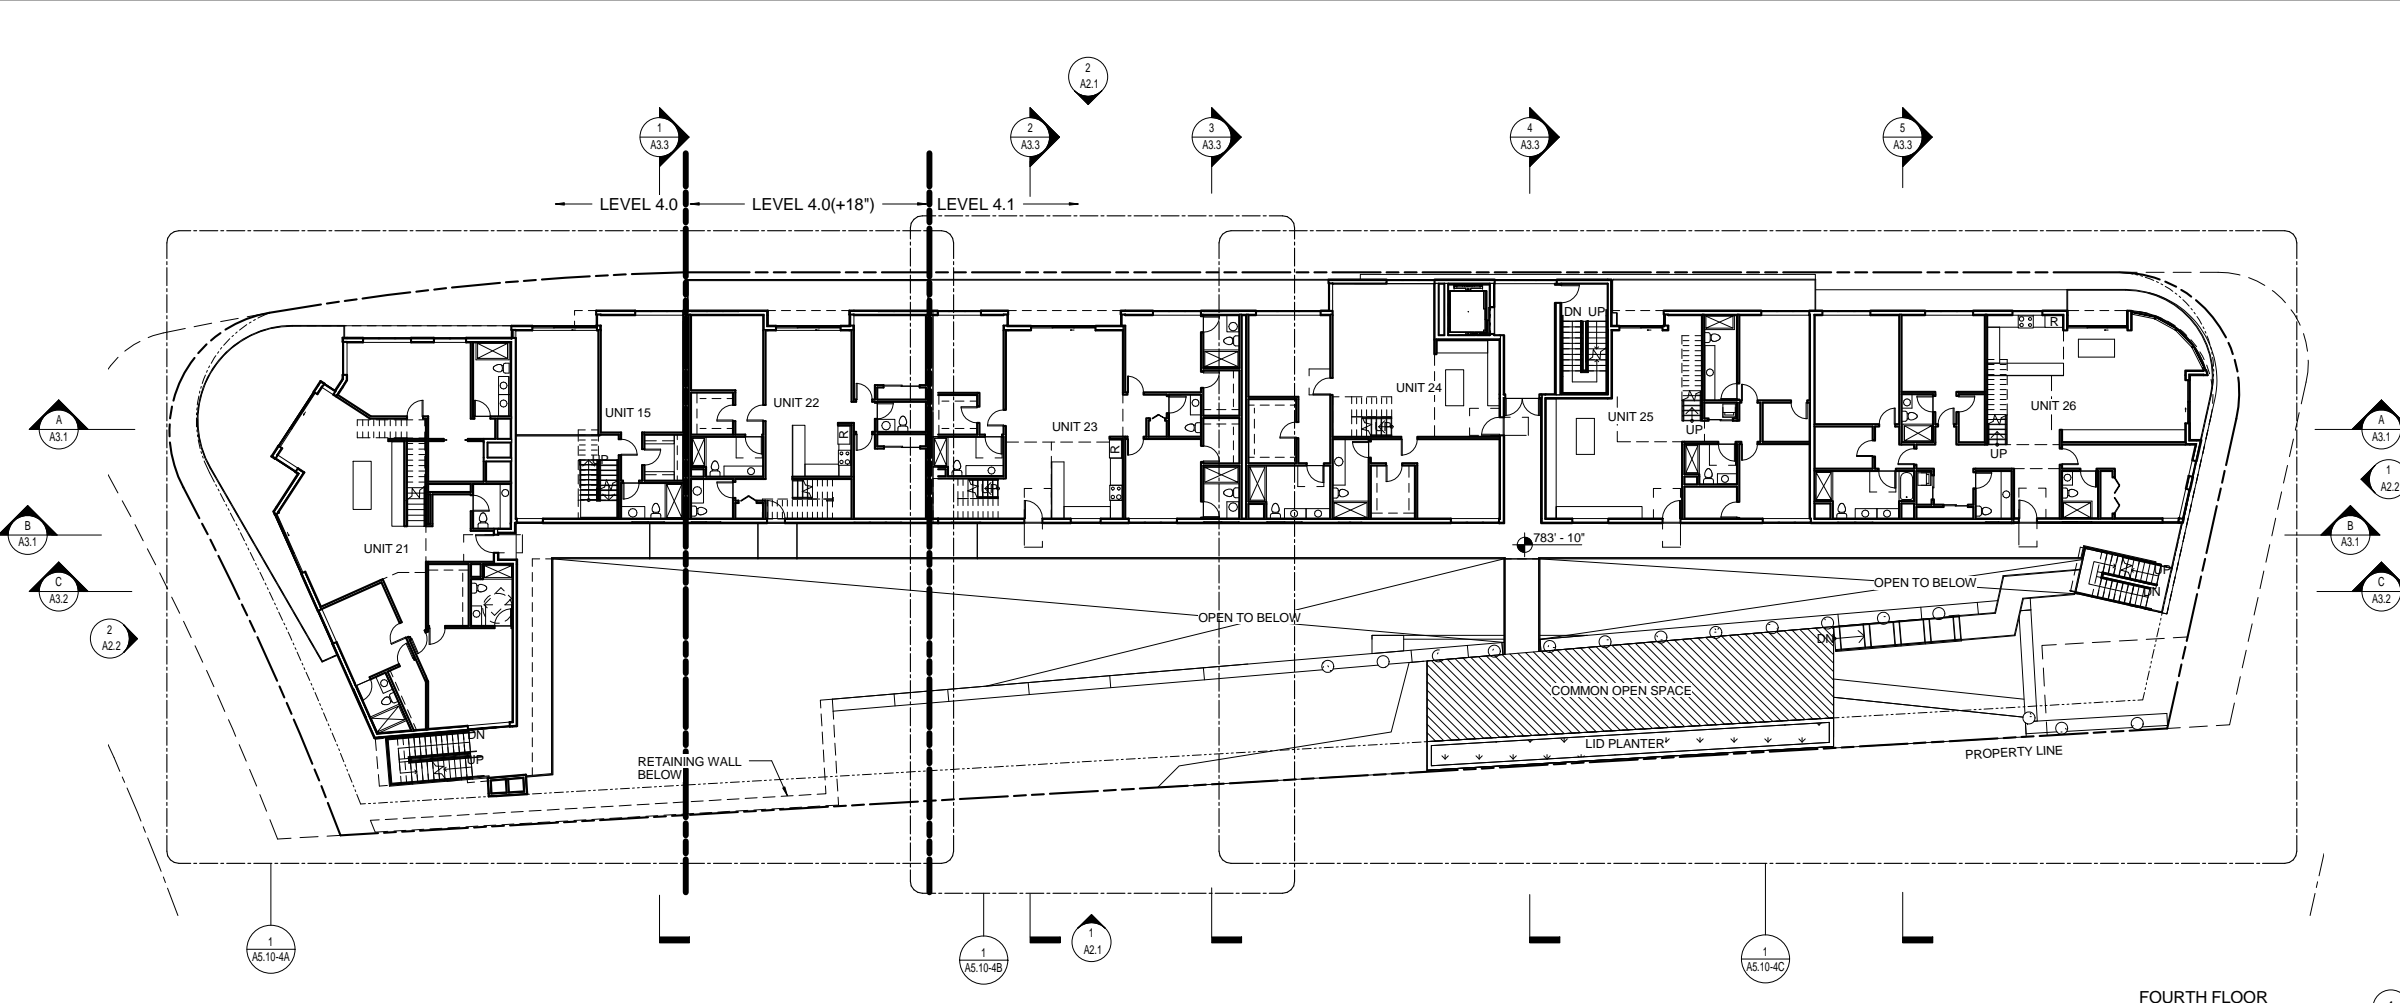 2
A2.1
1
A3.3
2
A3.3
3
A3.3
4
A3.3
5
A3.3
LEVEL 4.0
LEVEL 4.0(+18")
LEVEL 4.1
DN UP
R
A
A3.1
A
A3.1
UNIT 15
UNIT 22
UNIT 23
UNIT 24
UNIT 25
UNIT 26
UP
R
R
UP
UP
1
A2.2
B
A3.1
B
A3.1
UNIT 21
783' - 10"
C
A3.2
C
A3.2
OPEN TO BELOW
OPEN TO BELOW
UP
DN
2
A2.2
DN
COMMON OPEN SPACE
DN
UP
LID PLANTER
PROPERTY LINE
RETAINING WALL
BELOW
1
A5.10-4A
1
A5.10-4B
1
A2.1
1
A5.10-4C
FOURTH FLOOR